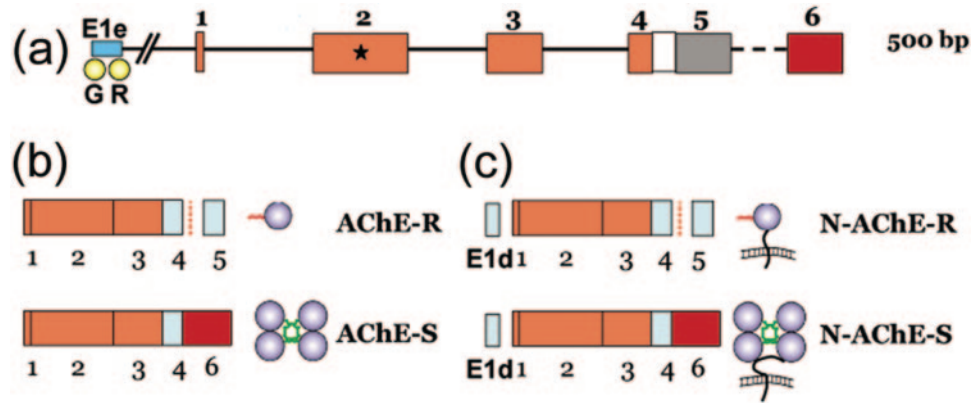 (a) E1e 1 2 3 4 5 6 500 bp
G R
(b) (c)
AChE-R N-AChE-R
1 2 3 4 5 E1d 1 2 3 4 5
AChE-S N-AChE-S
1 2 3 4 6 E1d 1 2 3 4 6